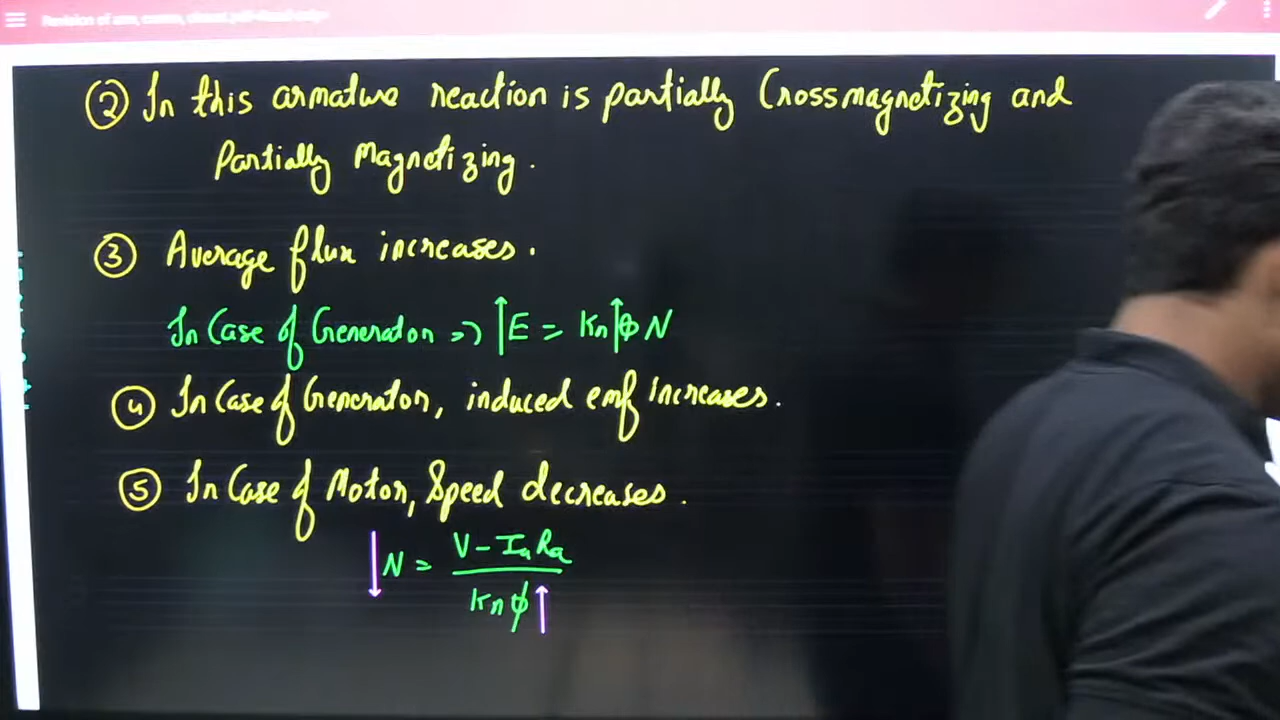 ② In this armature reaction is partially Crossmagnetizing and
Partially Magnetizing.
③ Average flux increases.
In Case of Generator => ↑E = Kn↑ϕN
④ In Case of Generator, induced emf increases.
⑤ In Case of Motor, Speed decreases.
↓N = V - IaRa
Knϕ↑